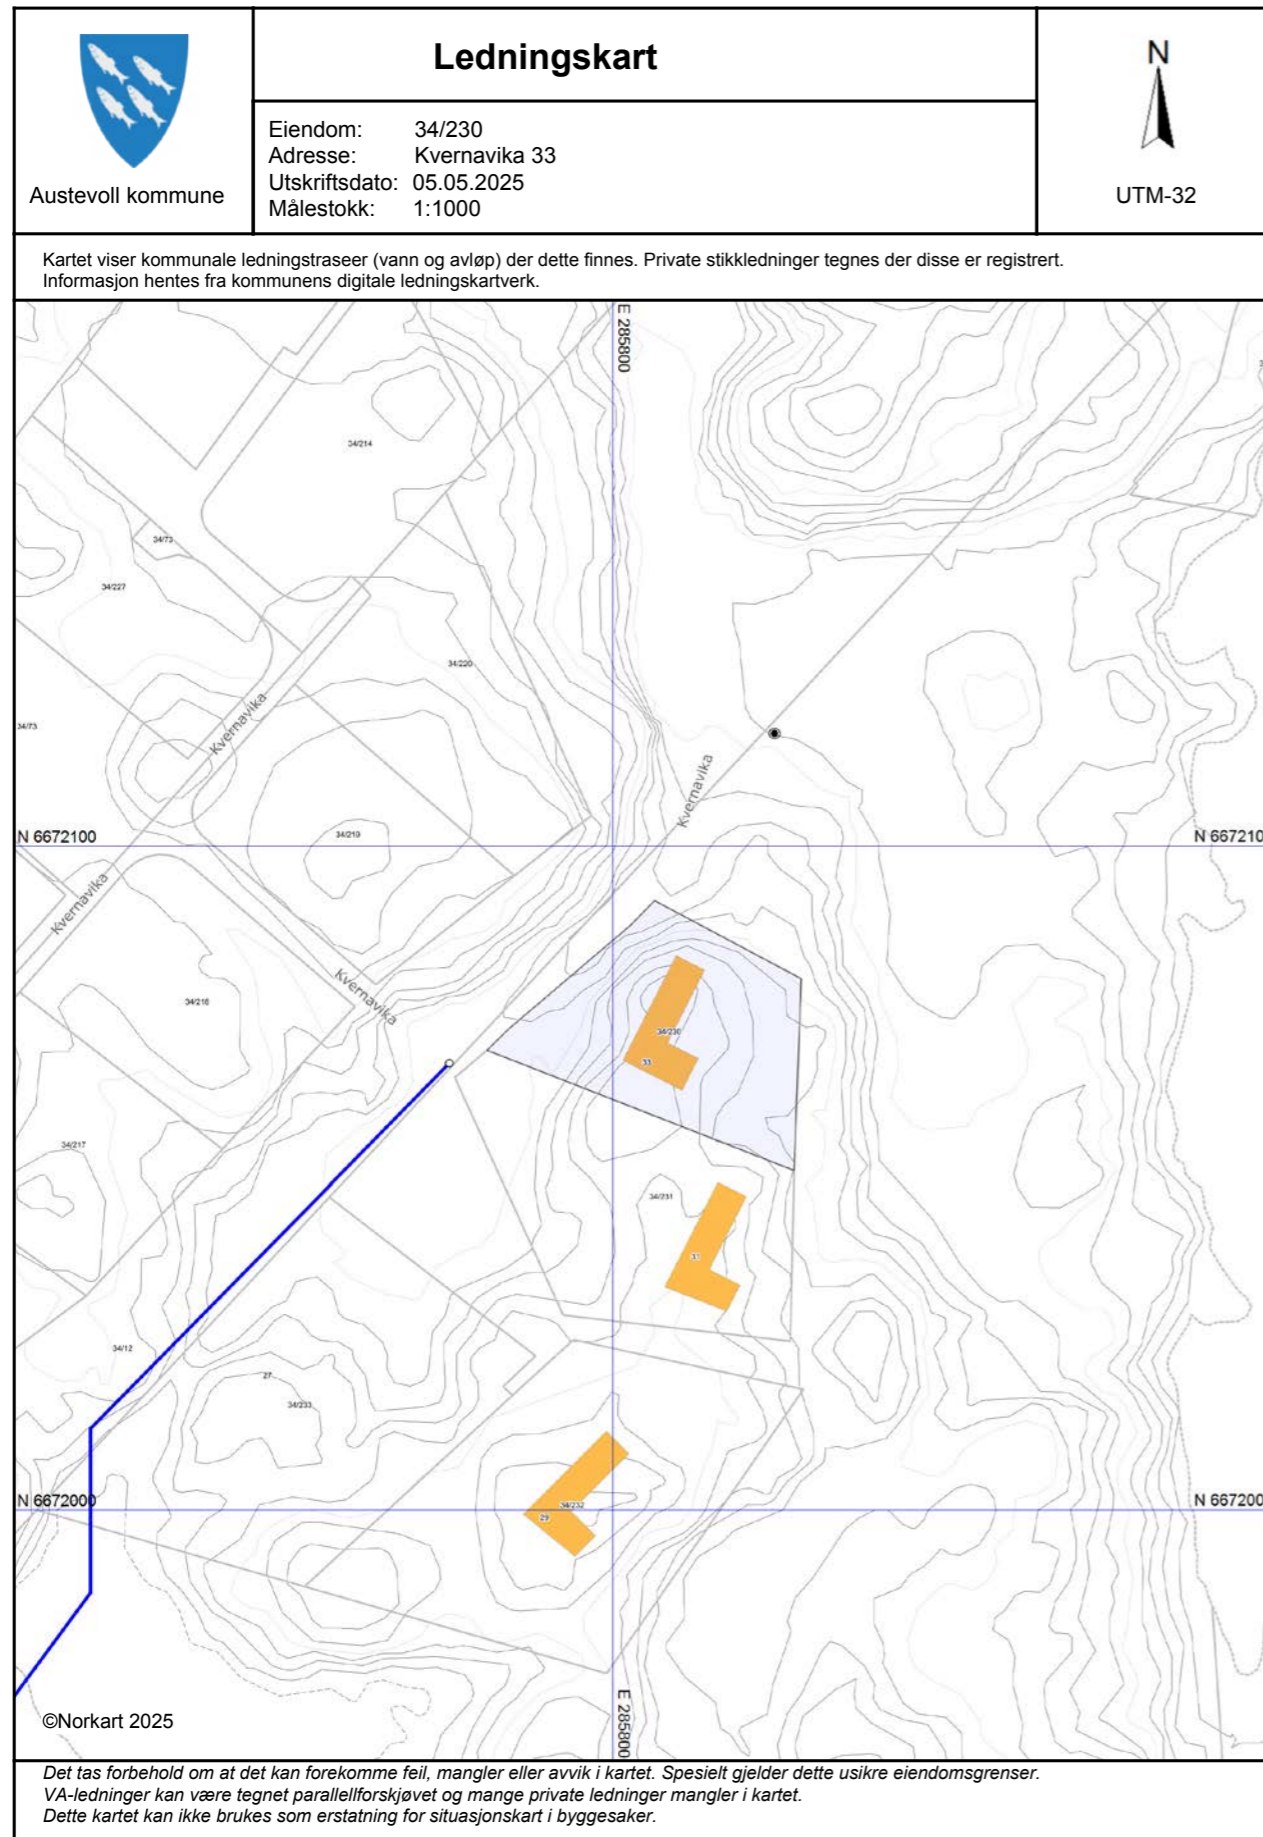 Ledningskart
Austevoll kommune
Eiendom: 34/230
Adresse: Kvernavika 33
Utskriftsdato: 05.05.2025
Målestokk: 1:1000
N
UTM-32
Kartet viser kommunale ledningstraseer (vann og avløp) der dette finnes. Private stikkledninger tegnes der disse er registrert.
Informasjon hentes fra kommunens digitale ledningskartverk.
E 285800
34/214
34/73
34/227
34/220
Kvernavika
34/73
Kvernavika
34/219
N 6672100
N 667210
Kvernavika
Kvernavika
34/218
34/230
33
34/217
34/231
31
34/12
27
34/233
N 6672000
N 667200
34/232
29
E 285800
©Norkart 2025
Det tas forbehold om at det kan forekomme feil, mangler eller avvik i kartet. Spesielt gjelder dette usikre eiendomsgrenser.
VA-ledninger kan være tegnet parallellforskjøvet og mange private ledninger mangler i kartet.
Dette kartet kan ikke brukes som erstatning for situasjonskart i byggesaker.